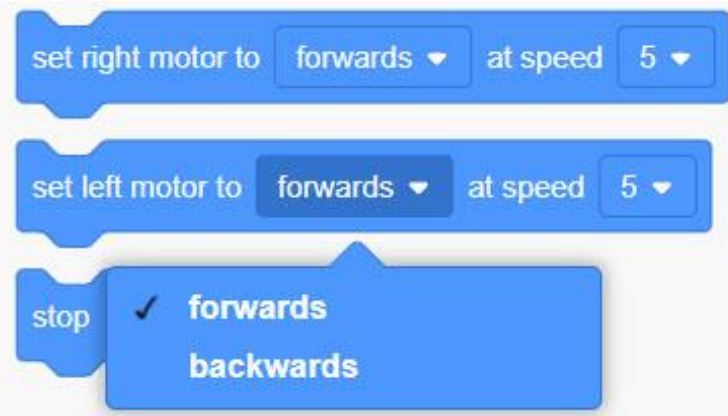 set right motor to forwards at speed 5
set left motor to forwards at speed 5
stop
forwards
backwards